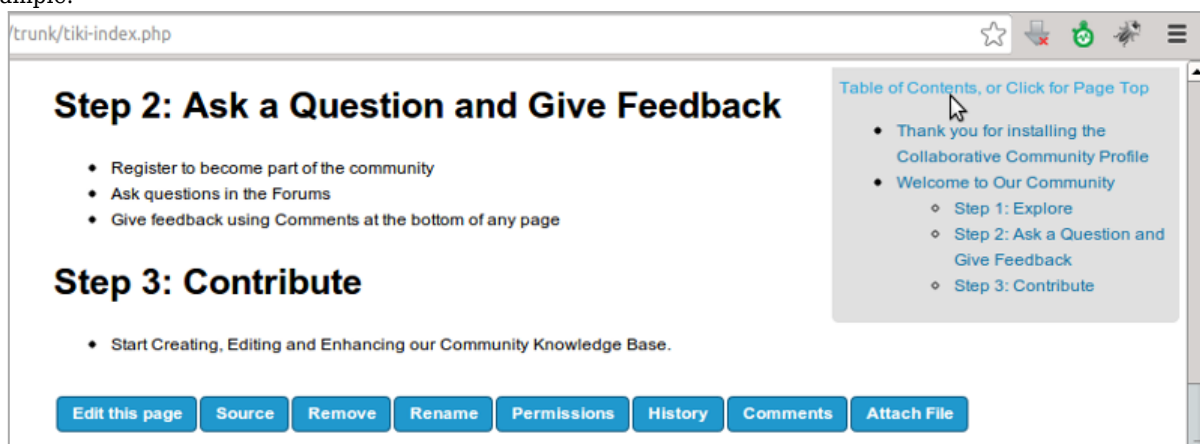 /trunk/tiki-index.php
Step 2: Ask a Question and Give Feedback
Register to become part of the community
Ask questions in the Forums
Give feedback using Comments at the bottom of any page
Step 3: Contribute
Start Creating, Editing and Enhancing our Community Knowledge Base.
Edit this page Source Remove Rename Permissions History Comments Attach File
Table of Contents, or Click for Page Top
Thank you for installing the
Collaborative Community Profile
Welcome to Our Community
Step 1: Explore
Step 2: Ask a Question and
Give Feedback
Step 3: Contribute